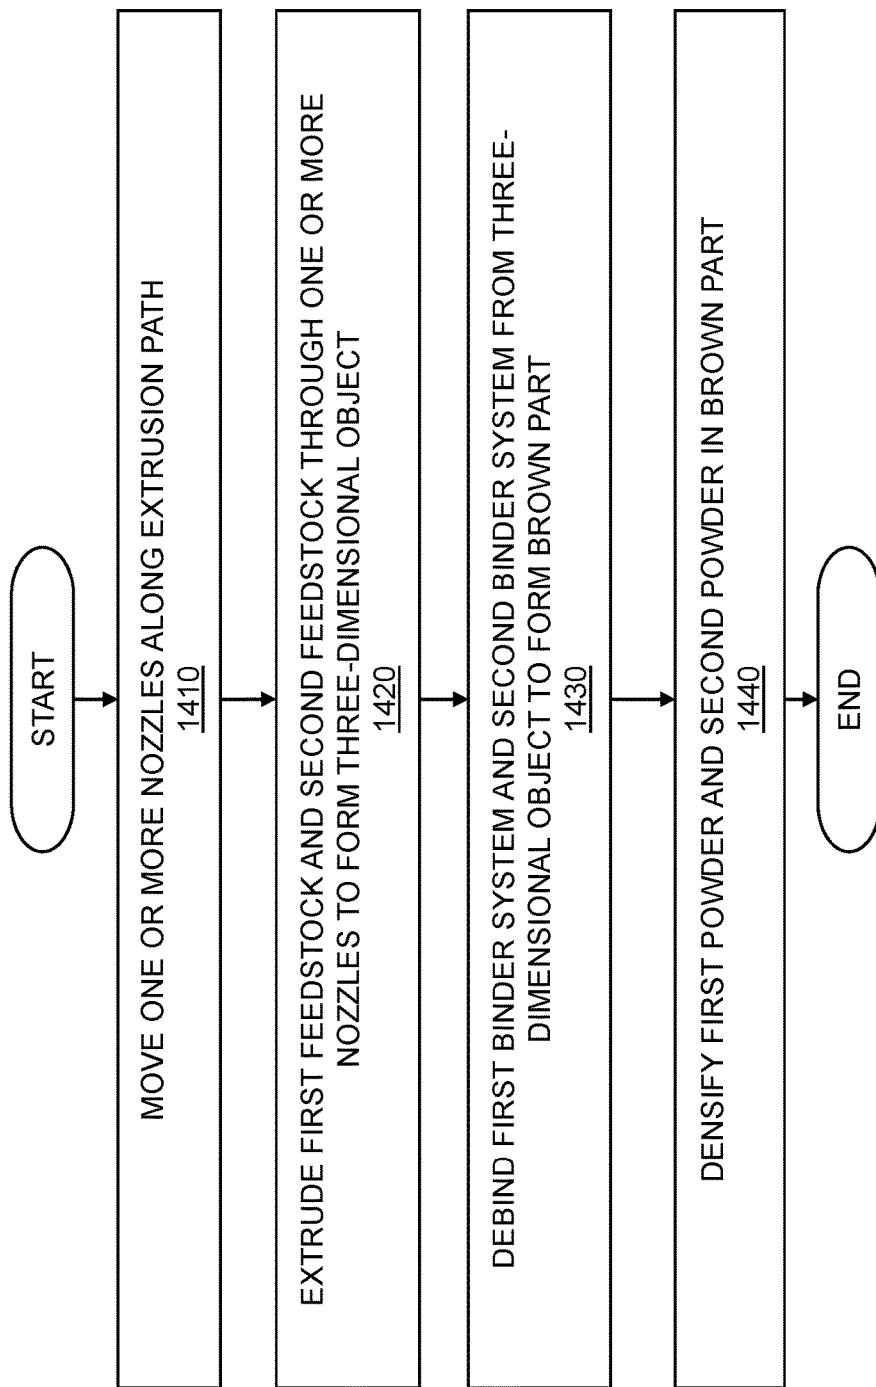 START
MOVE ONE OR MORE NOZZLES ALONG EXTRUSION PATH
1410
EXTRUDE FIRST FEEDSTOCK AND SECOND FEEDSTOCK THROUGH ONE OR MORE
NOZZLES TO FORM THREE-DIMENSIONAL OBJECT
1420
DEBIND FIRST BINDER SYSTEM AND SECOND BINDER SYSTEM FROM THREE-
DIMENSIONAL OBJECT TO FORM BROWN PART
1430
DENSIFY FIRST POWDER AND SECOND POWDER IN BROWN PART
1440
END